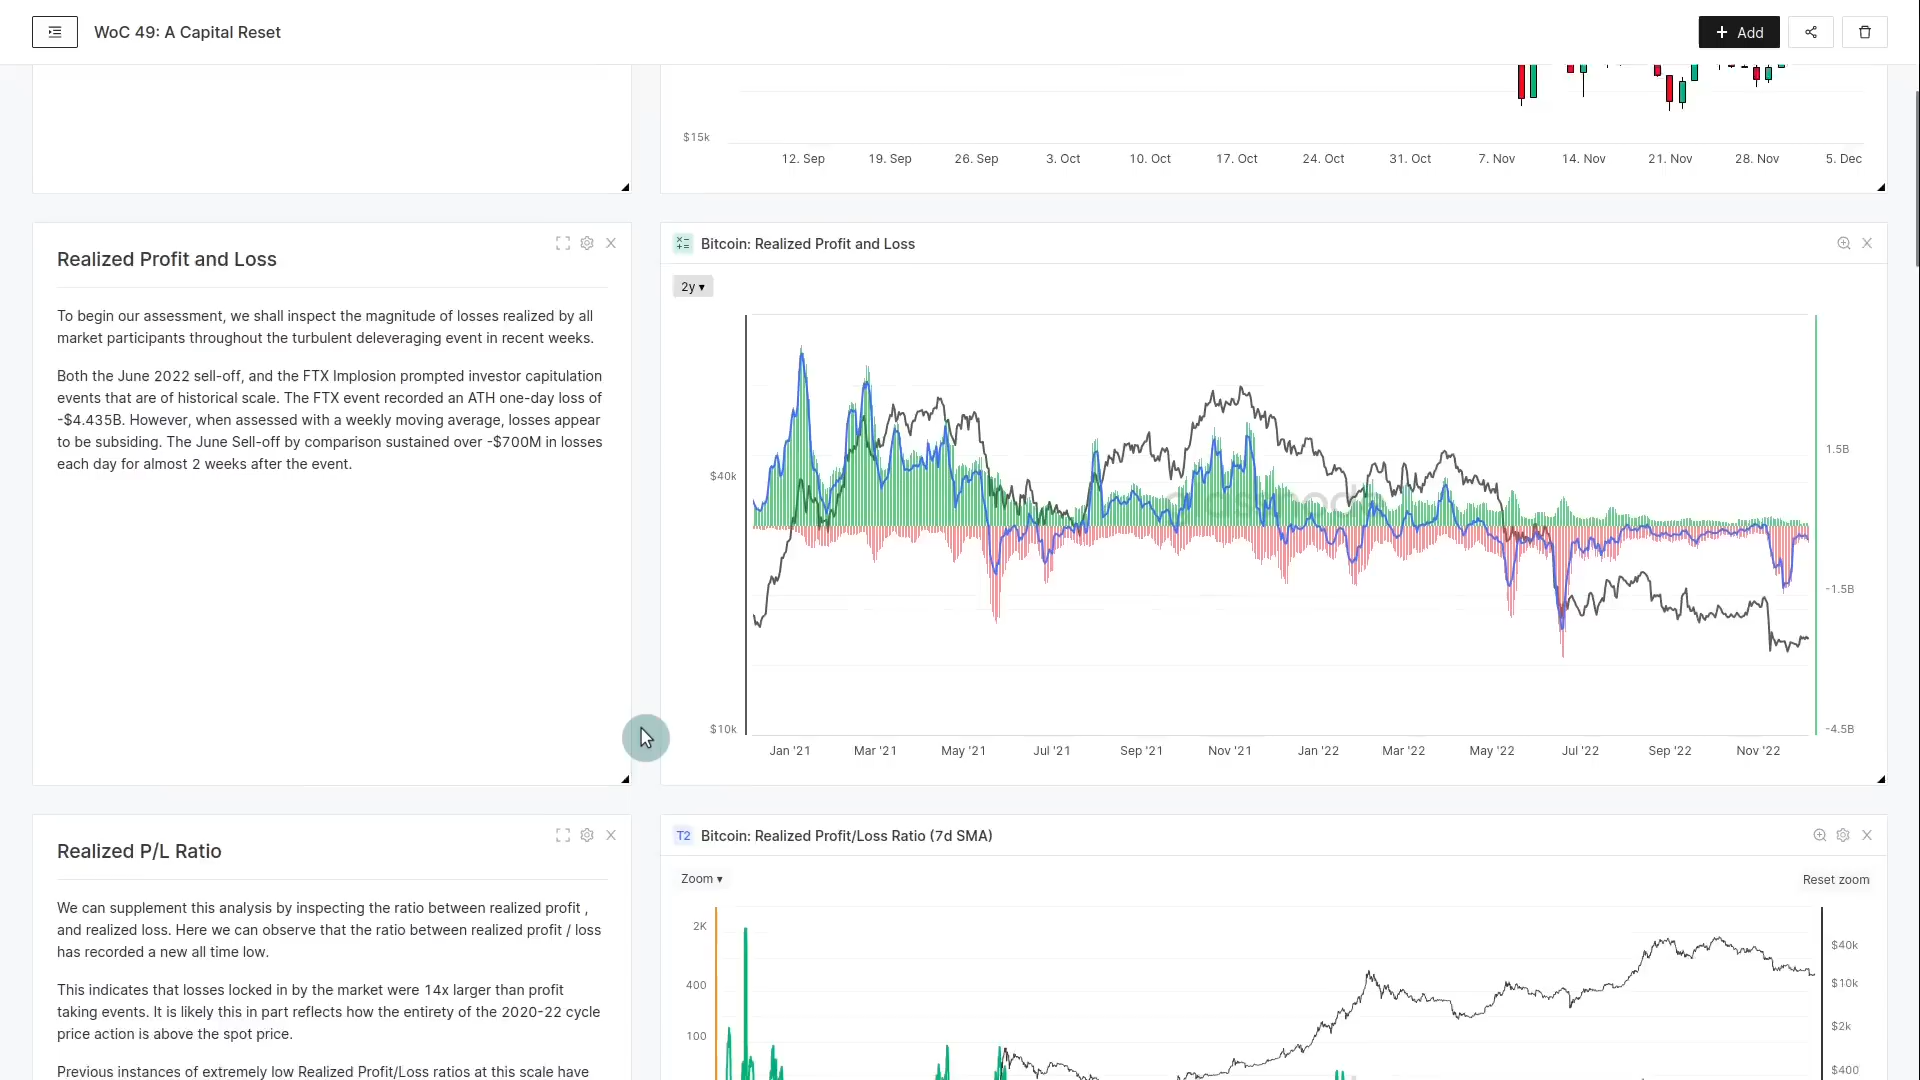 WoC 49: A Capital Reset
+ Add
$15k
12. Sep 19. Sep 26. Sep 3. Oct 10. Oct 17. Oct 24. Oct 31. Oct 7. Nov 14. Nov 21. Nov 28. Nov 5. Dec
Realized Profit and Loss
To begin our assessment, we shall inspect the magnitude of losses realized by all
market participants throughout the turbulent deleveraging event in recent weeks.
Both the June 2022 sell-off, and the FTX Implosion prompted investor capitulation
events that are of historical scale. The FTX event recorded an ATH one-day loss of
-$4.435B. However, when assessed with a weekly moving average, losses appear
to be subsiding. The June Sell-off by comparison sustained over -$700M in losses
each day for almost 2 weeks after the event.
Bitcoin: Realized Profit and Loss
2y ▾
$40k
$10k
1.5B
-1.5B
-4.5B
Jan '21 Mar '21 May '21 Jul '21 Sep '21 Nov '21 Jan '22 Mar '22 May '22 Jul '22 Sep '22 Nov '22
Realized P/L Ratio
We can supplement this analysis by inspecting the ratio between realized profit ,
and realized loss. Here we can observe that the ratio between realized profit / loss
has recorded a new all time low.
This indicates that losses locked in by the market were 14x larger than profit
taking events. It is likely this in part reflects how the entirety of the 2020-22 cycle
price action is above the spot price.
Previous instances of extremely low Realized Profit/Loss ratios at this scale have
T2 Bitcoin: Realized Profit/Loss Ratio (7d SMA)
Zoom ▾
Reset zoom
2K
400
100
$40k
$10k
$2k
$400